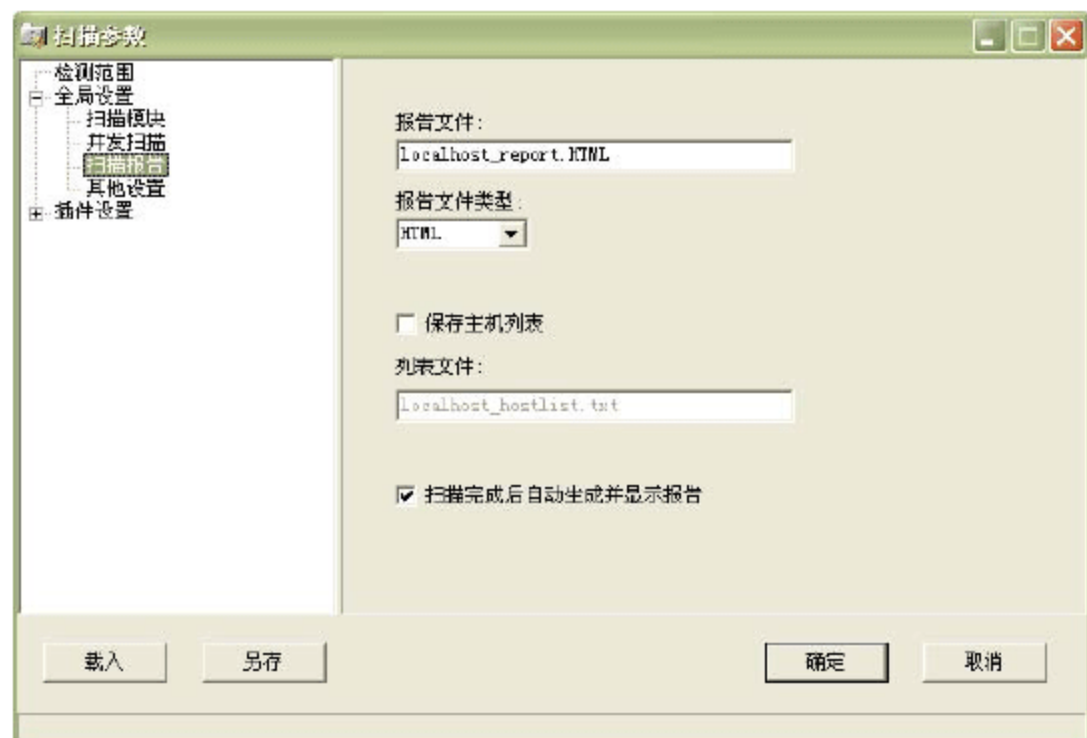 扫描参数
检测范围
全局设置
扫描模块
并发扫描
扫描报告
其他设置
插件设置
报告文件:
localhost_report.HTML
报告文件类型:
HTML
保存主机列表
列表文件:
localhost_hostlist.txt
扫描完成后自动生成并显示报告
载入
另存
确定
取消